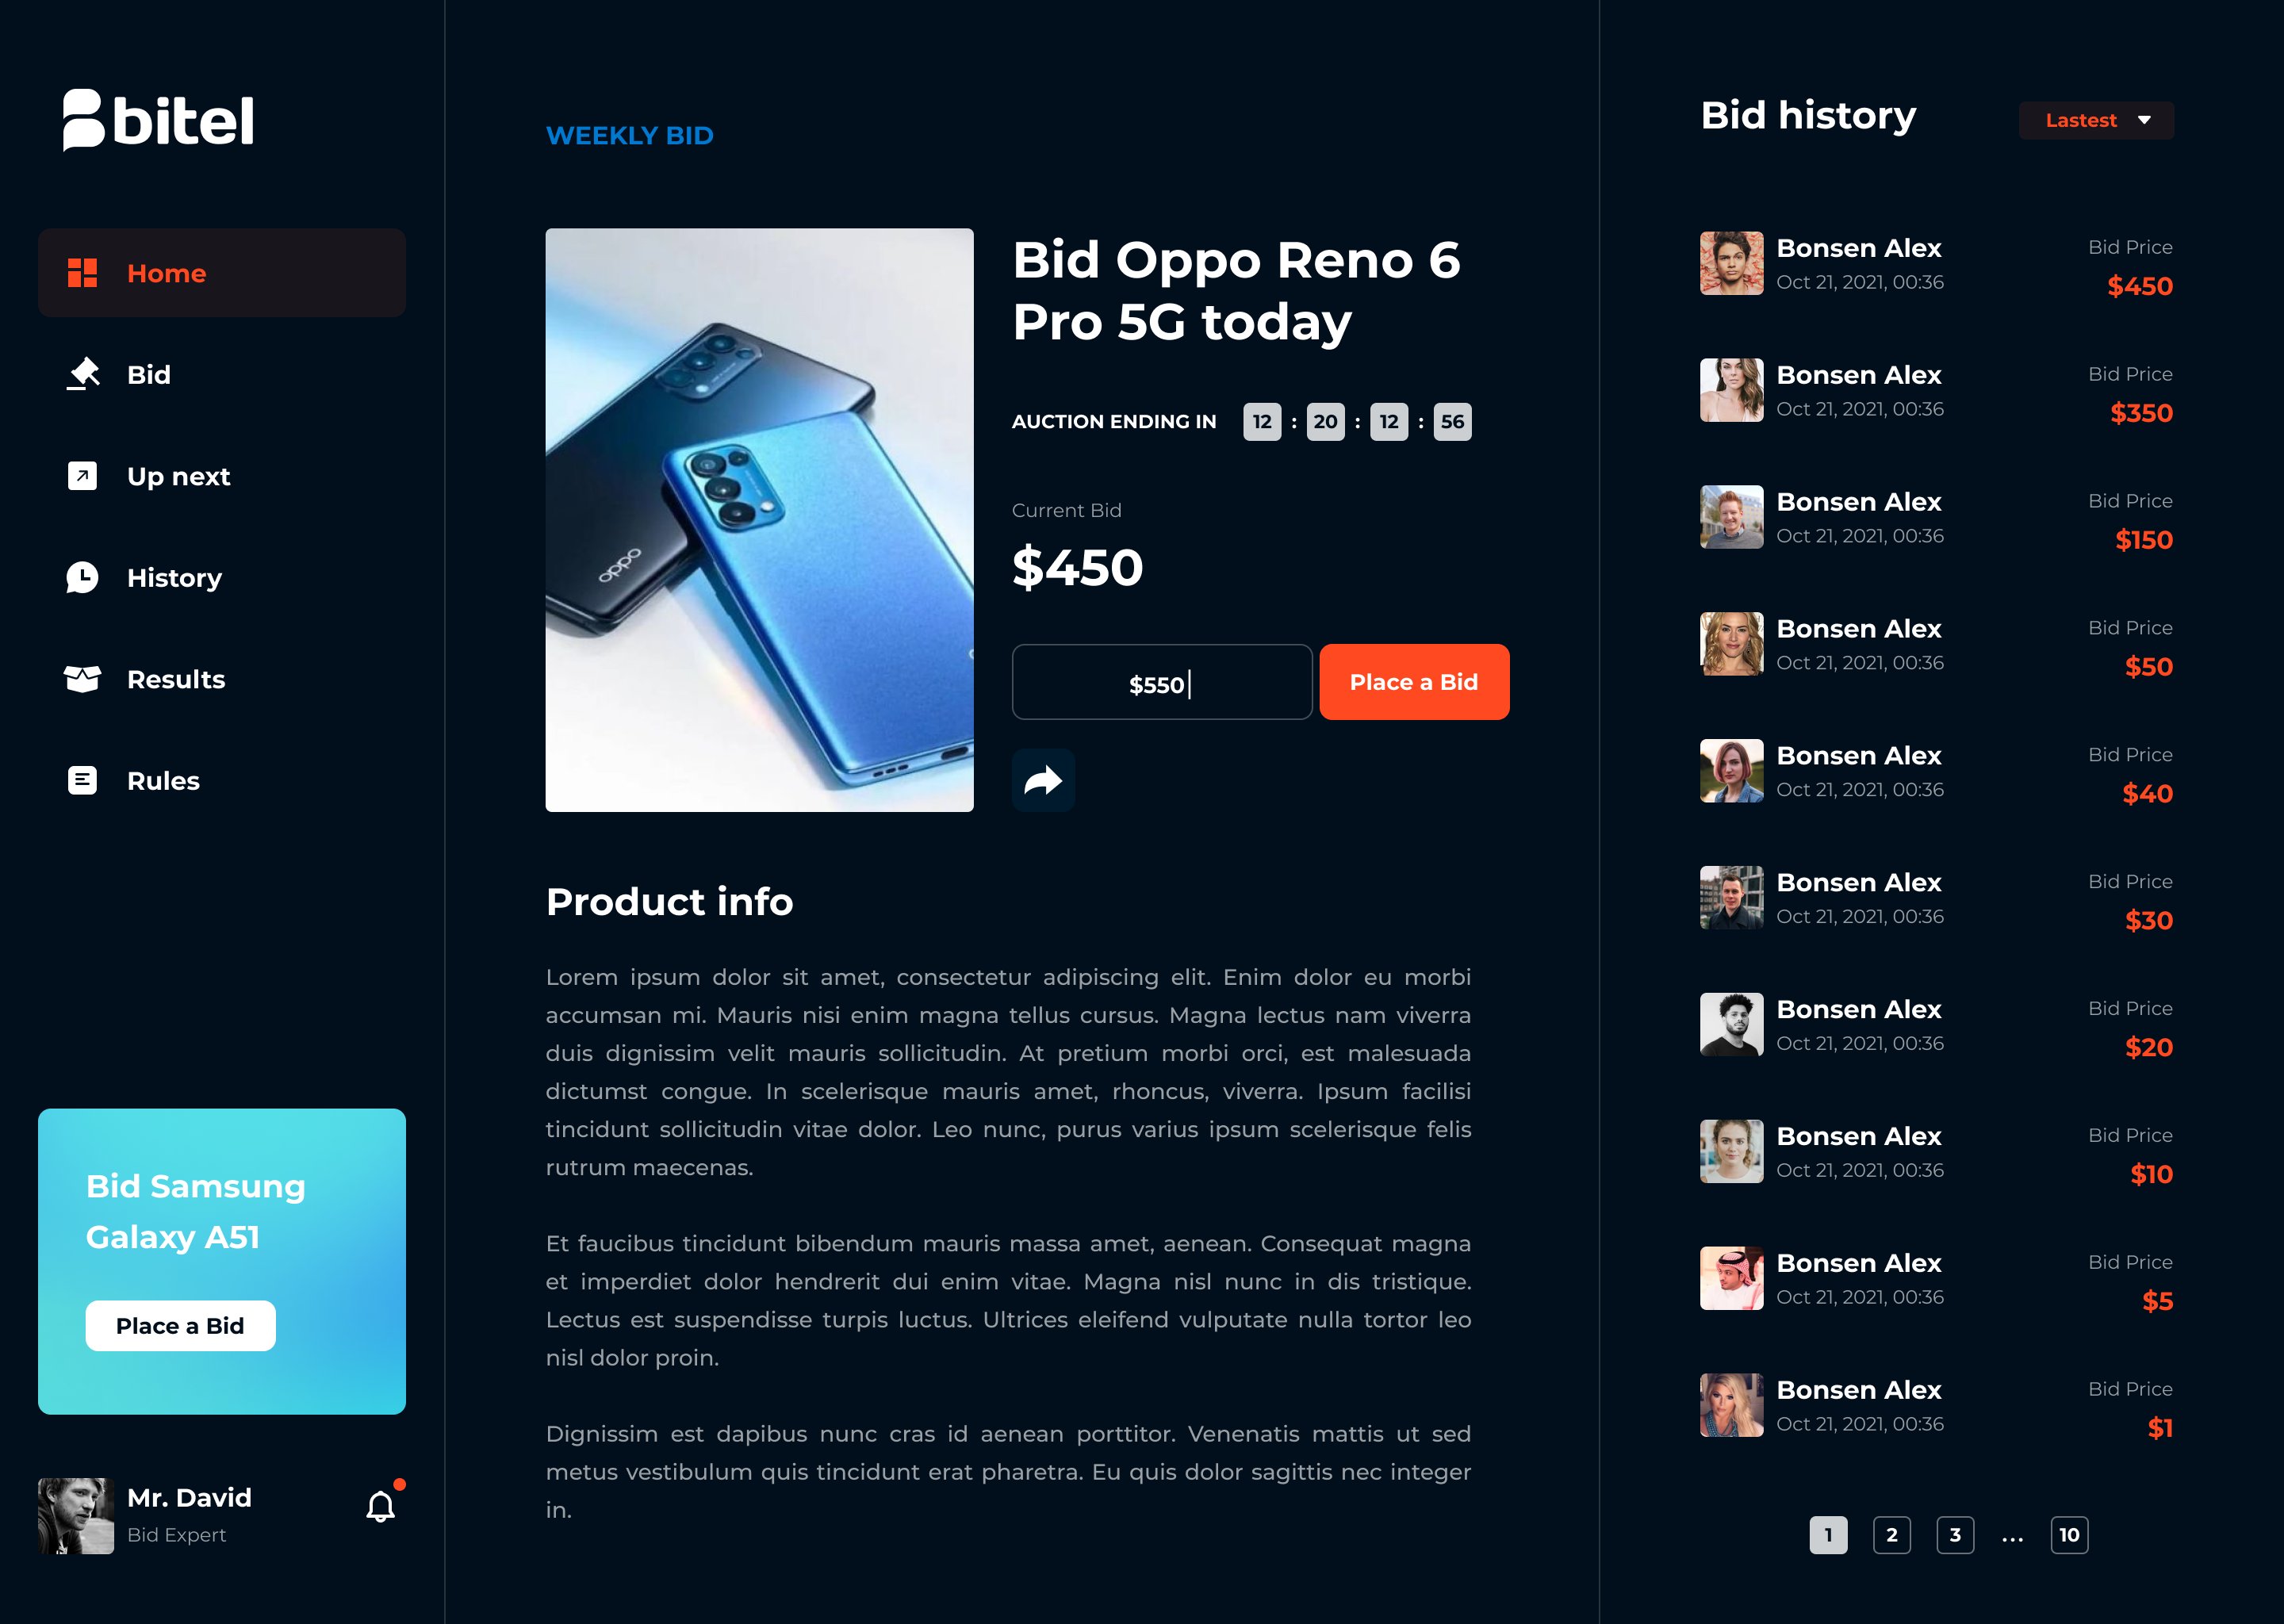 bitel
Home
Bid
Up next
History
Results
Rules
Bid Samsung
Galaxy A51
Place a Bid
Mr. David
Bid Expert
WEEKLY BID
oppo
Bid Oppo Reno 6
Pro 5G today
AUCTION ENDING IN 12 : 20 : 12 : 56
Current Bid
$450
$550
Place a Bid
Product info
Lorem ipsum dolor sit amet, consectetur adipiscing elit. Enim dolor eu morbi
accumsan mi. Mauris nisi enim magna tellus cursus. Magna lectus nam viverra
duis dignissim velit mauris sollicitudin. At pretium morbi orci, est malesuada
dictumst congue. In scelerisque mauris amet, rhoncus, viverra. Ipsum facilisi
tincidunt sollicitudin vitae dolor. Leo nunc, purus varius ipsum scelerisque felis
rutrum maecenas.
Et faucibus tincidunt bibendum mauris massa amet, aenean. Consequat magna
et imperdiet dolor hendrerit dui enim vitae. Magna nisl nunc in dis tristique.
Lectus est suspendisse turpis luctus. Ultrices eleifend vulputate nulla tortor leo
nisl dolor proin.
Dignissim est dapibus nunc cras id aenean porttitor. Venenatis mattis ut sed
metus vestibulum quis tincidunt erat pharetra. Eu quis dolor sagittis nec integer
in.
Bid history
Lastest
Bonsen Alex Bid Price
Oct 21, 2021, 00:36 $450
Bonsen Alex Bid Price
Oct 21, 2021, 00:36 $350
Bonsen Alex Bid Price
Oct 21, 2021, 00:36 $150
Bonsen Alex Bid Price
Oct 21, 2021, 00:36 $50
Bonsen Alex Bid Price
Oct 21, 2021, 00:36 $40
Bonsen Alex Bid Price
Oct 21, 2021, 00:36 $30
Bonsen Alex Bid Price
Oct 21, 2021, 00:36 $20
Bonsen Alex Bid Price
Oct 21, 2021, 00:36 $10
Bonsen Alex Bid Price
Oct 21, 2021, 00:36 $5
Bonsen Alex Bid Price
Oct 21, 2021, 00:36 $1
1 2 3 ... 10